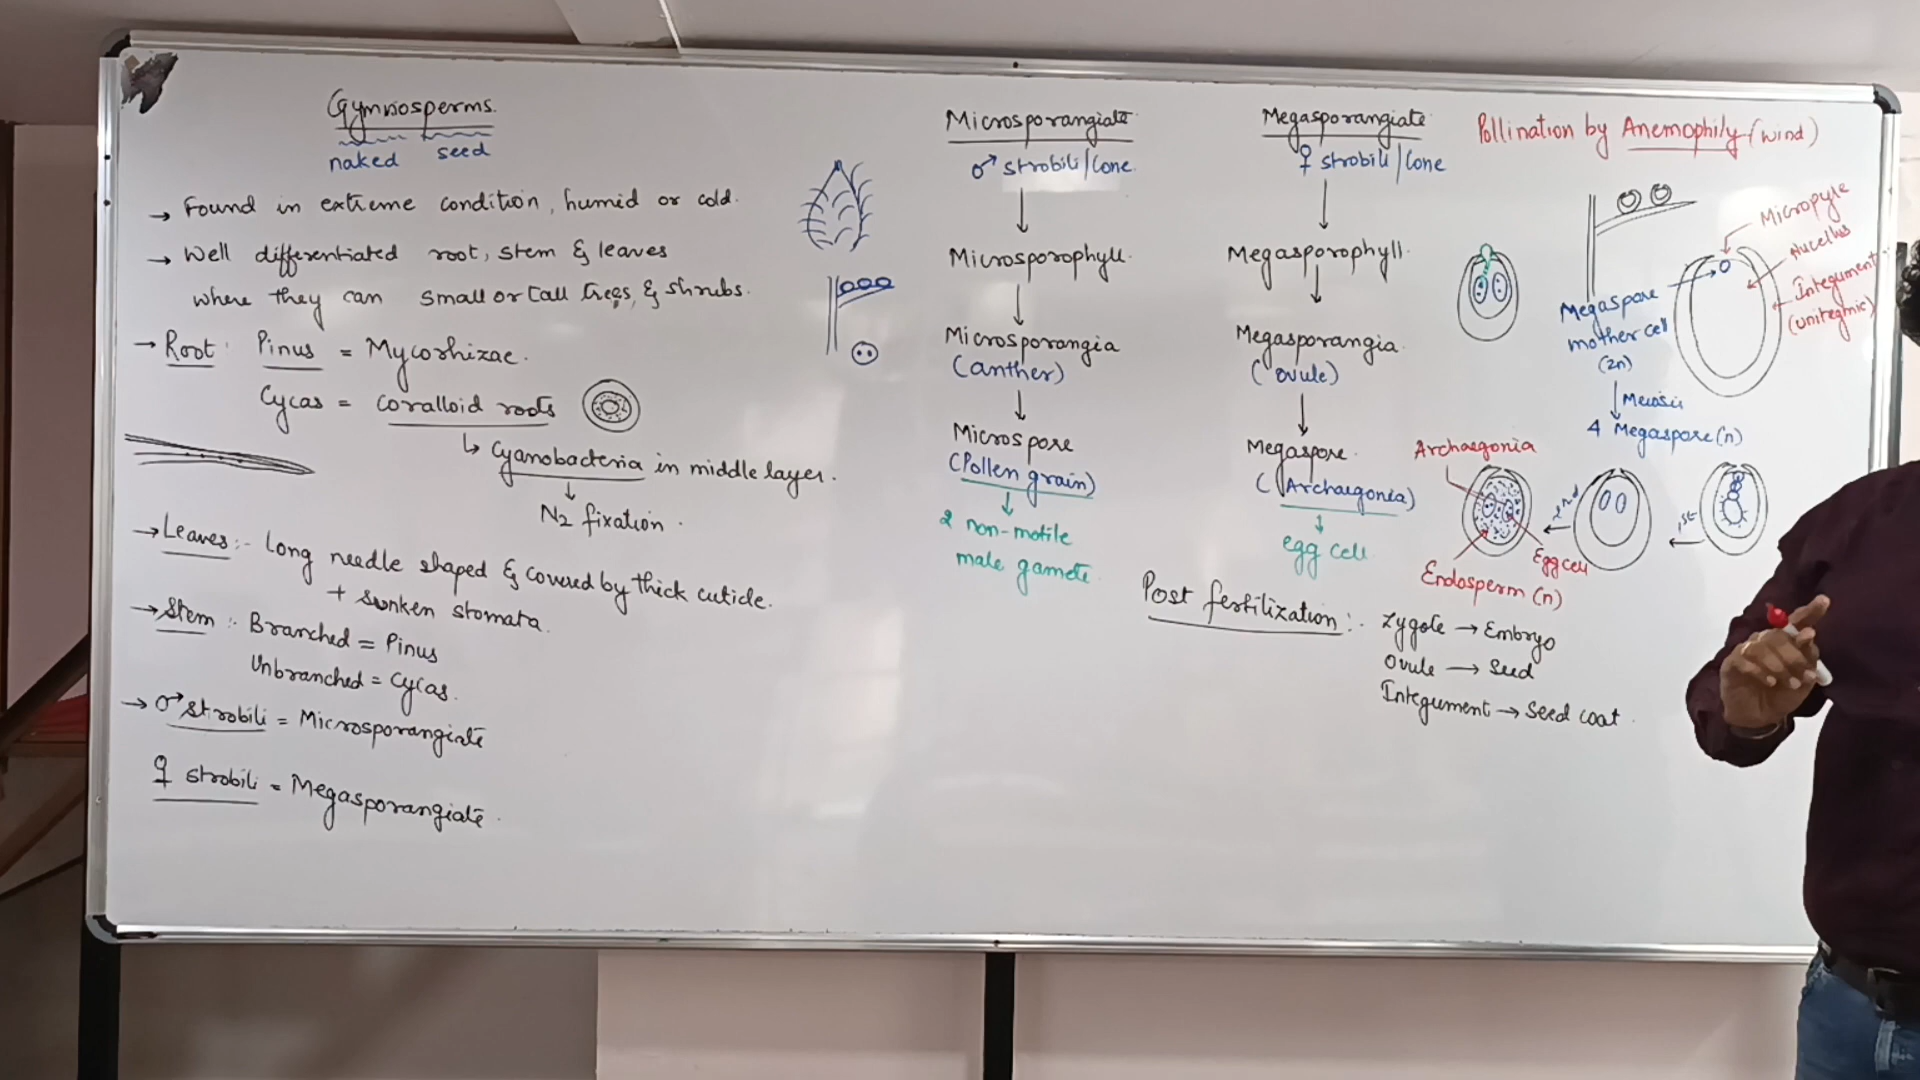 Gymnosperms.
naked seed
→ Found in extreme condition, humid or cold.
→ Well differentiated root, stem & leaves
where they can small or tall trees, & shrubs.
→ Root: Pinus = Mycorhizae.
Cycas = coralloid roots
↳ Cyanobacteria in middle layer.
↓
N2 fixation.
→ Leaves:- Long needle shaped & covered by thick cuticle.
+ sunken stomata.
→ Stem:- Branched = Pinus
Unbranched = Cycas.
→ ♂ strobili = Microsporangiate
♀ strobili = Megasporangiate.
Microsporangiate
♂ strobili/Cone.
↓
Microsporophyll.
↓
Microsporangia
(anther)
↓
Microspore
(Pollen grain)
↓
2 non-motile
male gamete
Megasporangiate
♀ strobili/Cone
↓
Megasporophyll.
↓
Megasporangia.
(ovule)
↓
Megaspore.
(Archaegonia)
↓
egg cell.
Pollination by Anemophily (wind)
Micropyle
Nucellus
Integument..
(unitegmic)
Megaspore
mother cell
(2n)
↓ Meiosis
4 Megaspore (n)
1st
2nd
Archaegonia
Egg cell
Endosperm (n)
Post fertilization:- Zygote → Embryo
Ovule → Seed
Integument → Seed coat.